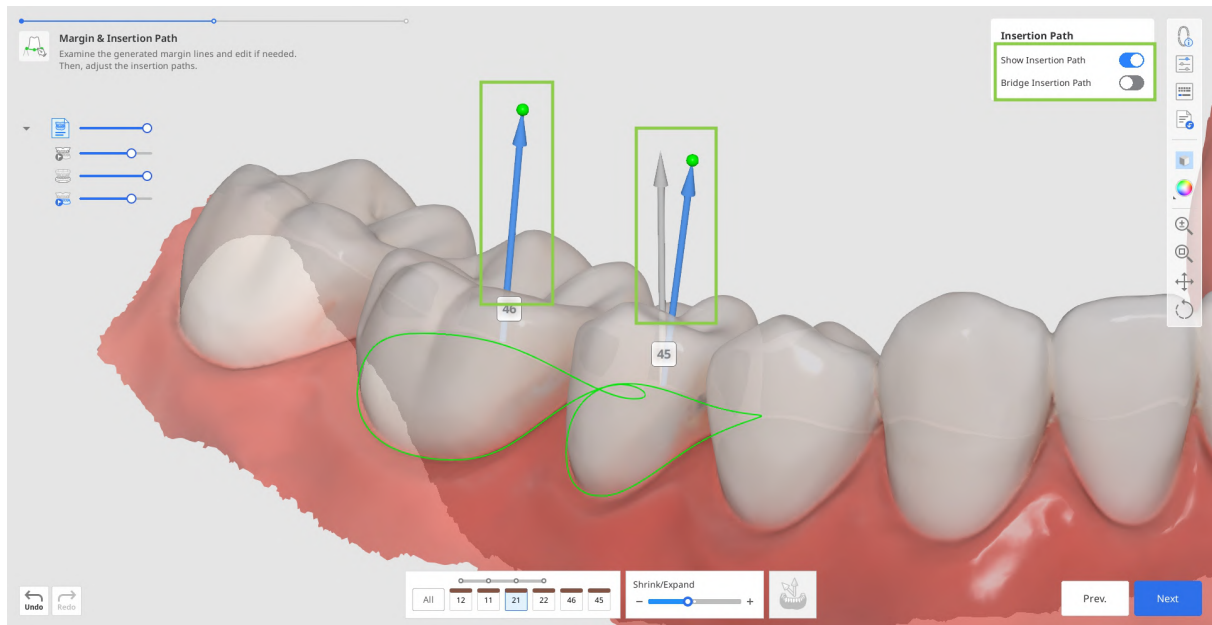 Margin & Insertion Path
Examine the generated margin lines and edit if needed.
Then, adjust the insertion paths.
Insertion Path
Show Insertion Path
Bridge Insertion Path
46
45
Undo
Redo
All 12 11 21 22 46 45
Shrink/Expand
− +
Prev.
Next